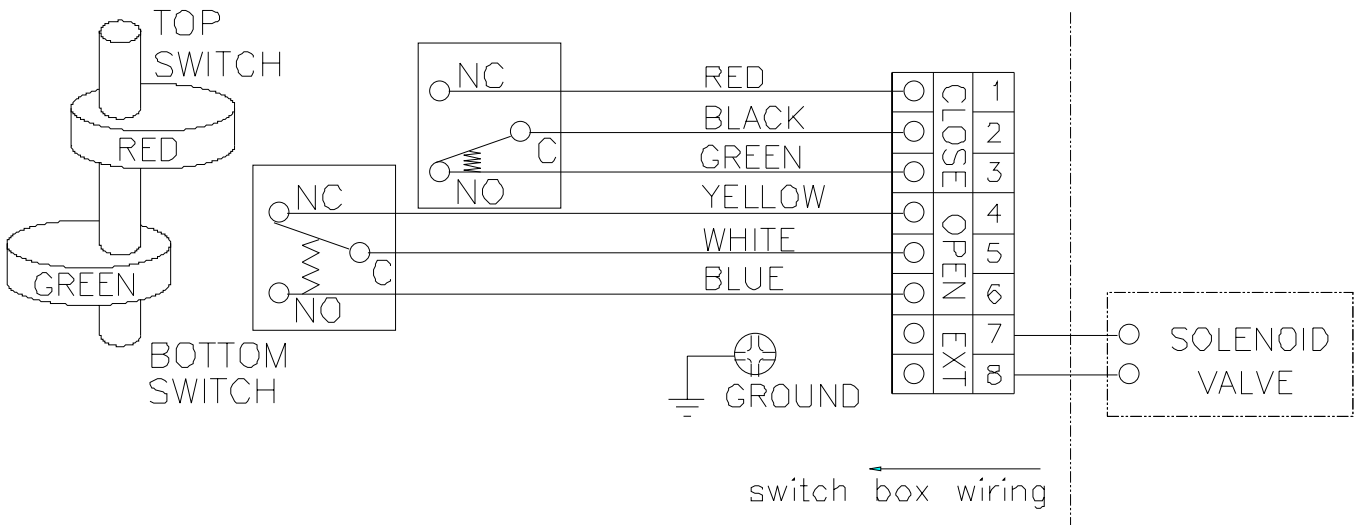 TOP
SWITCH
RED
GREEN
BOTTOM
SWITCH
NC
C
NO
NC
C
NO
RED
BLACK
GREEN
YELLOW
WHITE
BLUE
GROUND
CLOSE
OPEN
EXT
1
2
3
4
5
6
7
8
SOLENOID
VALVE
switch box wiring